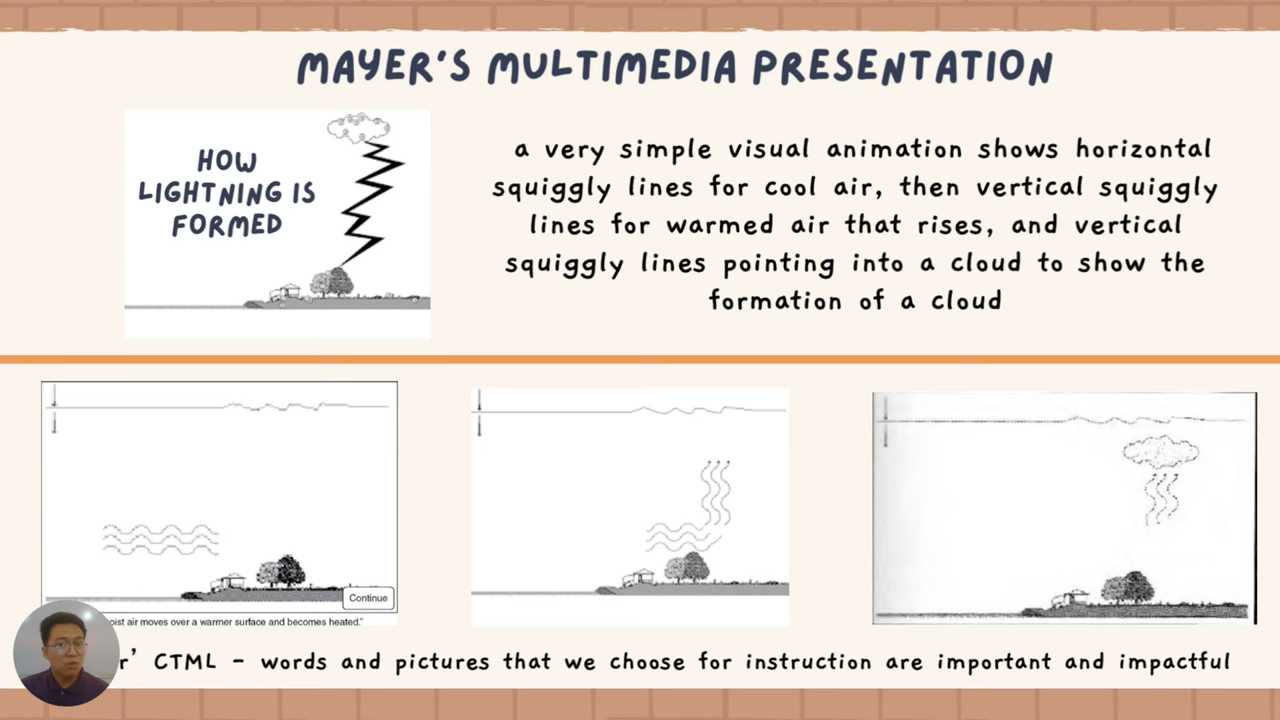 MAYER'S MULTIMEDIA PRESENTATION
HOW
LIGHTNING IS
FORMED
a very simple visual animation shows horizontal
squiggly lines for cool air, then vertical squiggly
lines for warmed air that rises, and vertical
squiggly lines pointing into a cloud to show the
formation of a cloud
Continue
air moves over a warmer surface and becomes heated."
CTML - words and pictures that we choose for instruction are important and impactful